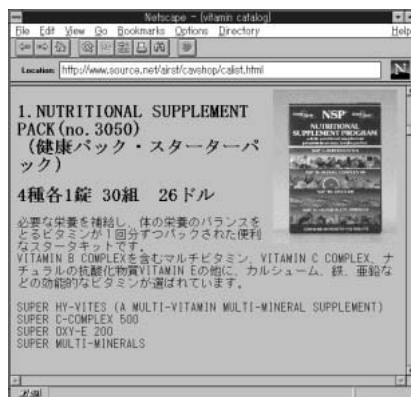 Netscape - (vitamin catalog)
File Edit View Go Bookmarks Options Directory Help
Location: http://www.source.net/airst/cavshop/calist.html
N
NSP
NUTRITIONAL
SUPPLEMENT PROGRAM
1.NUTRITIONAL SUPPLEMENT
PACK(no.3050)
(健康パック・スターターパ
ック)
4種各1錠 30組 26ドル
必要な栄養を補給し、体の栄養のバランスを
とるビタミンが1回分ずつパックされた便利
なスタータキットです。
VITAMIN B COMPLEXを含むマルチビタミン、VITAMIN C COMPLEX、ナ
チュラルの抗酸化物質VITAMIN Eの他に、カルシューム、鉄、亜鉛な
どの効能的なビタミンが選ばれています。
SUPER HY-VITES (A MULTI-VITAMIN MULTI-MINERAL SUPPLEMENT)
SUPER C-COMPLEX 500
SUPER OXY-E 200
SUPER MULTI-MINERALS